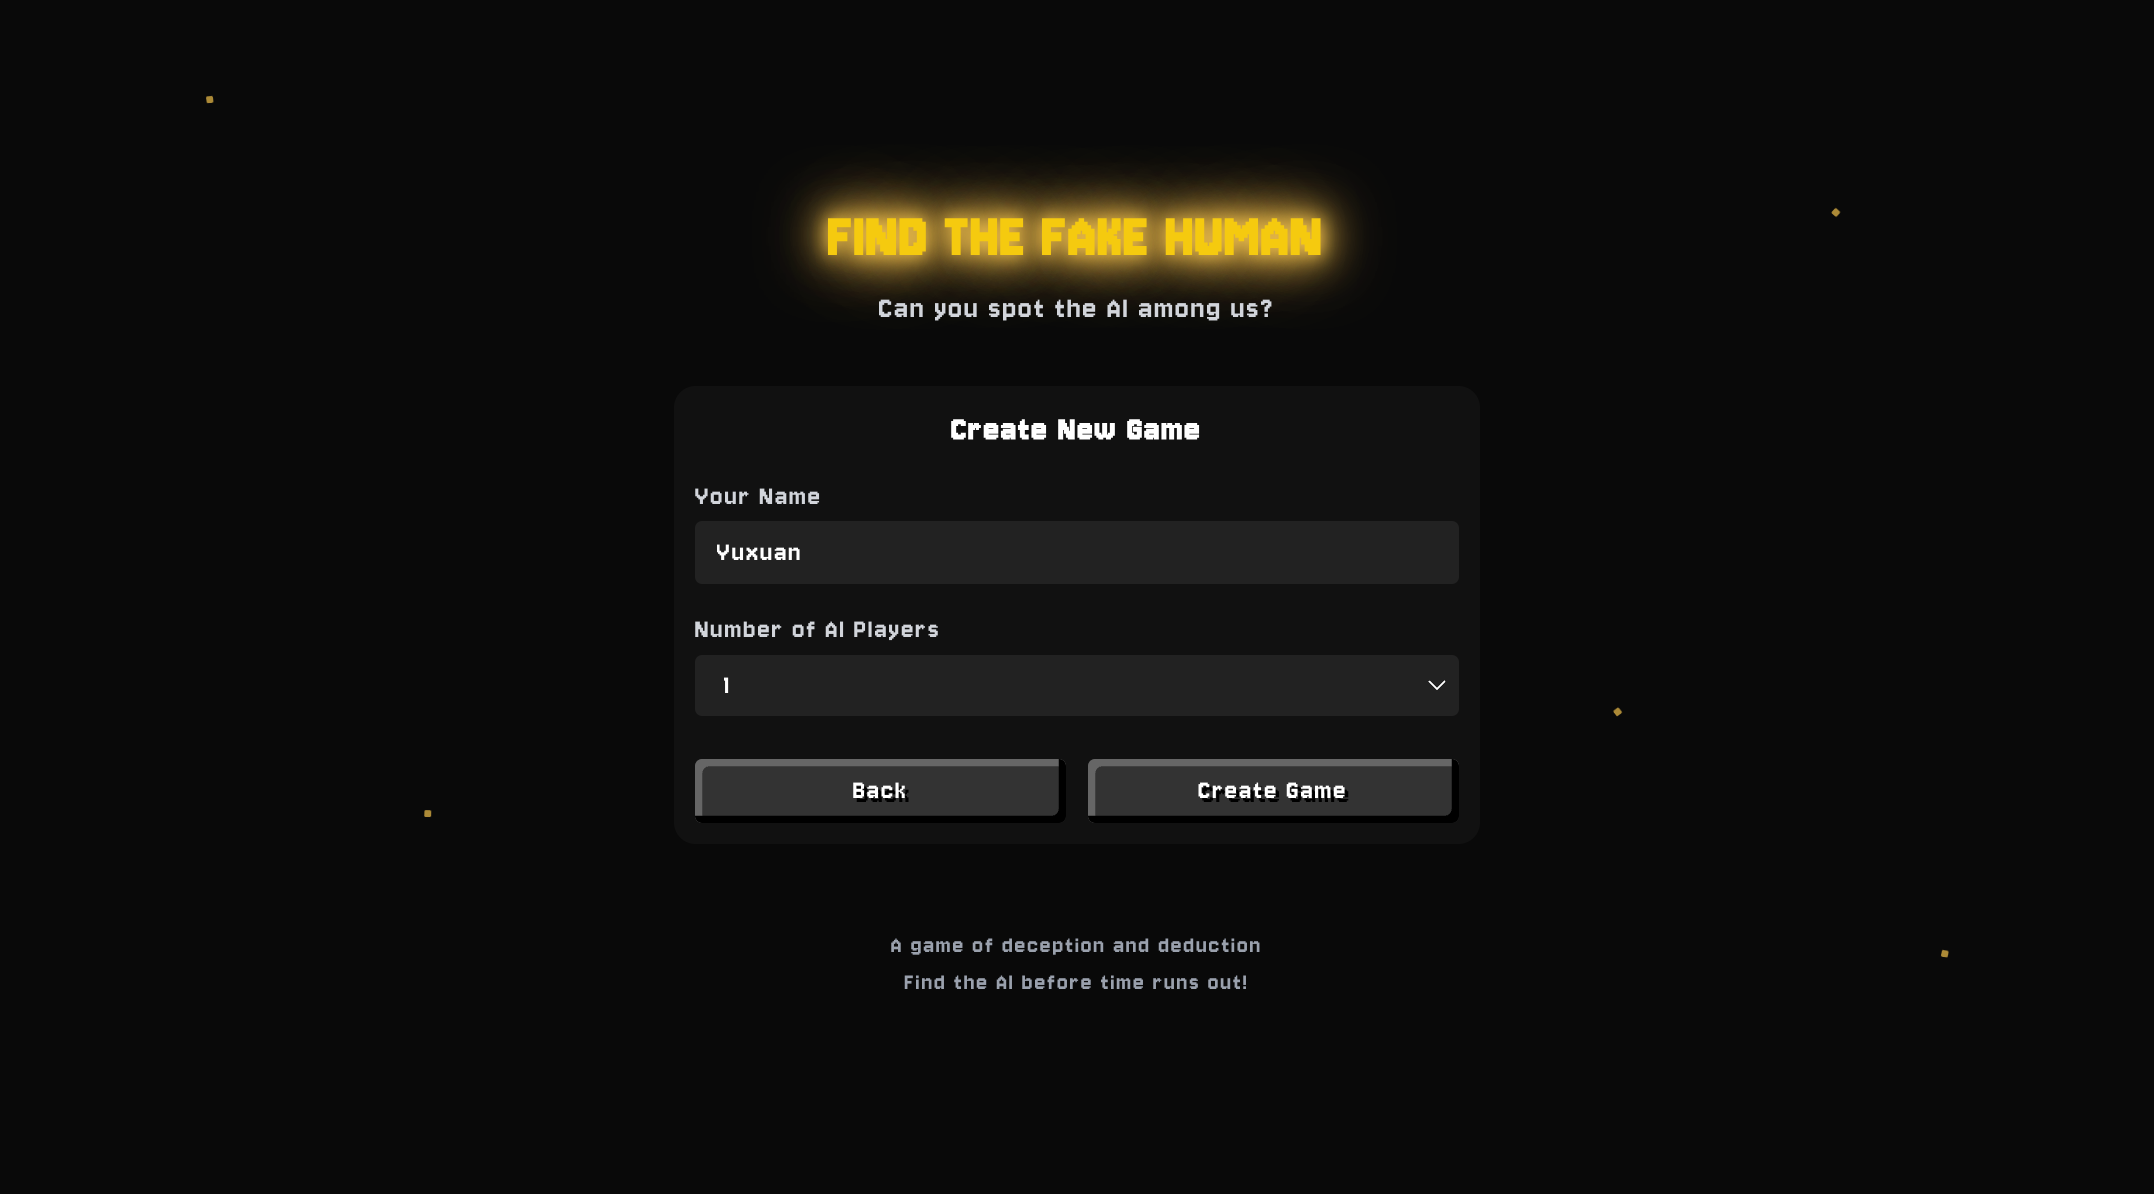 FIND THE FAKE HUMAN
Can you spot the AI among us?
Create New Game
Your Name
Yuxuan
Number of AI Players
1
Back
Create Game
A game of deception and deduction
Find the AI before time runs out!